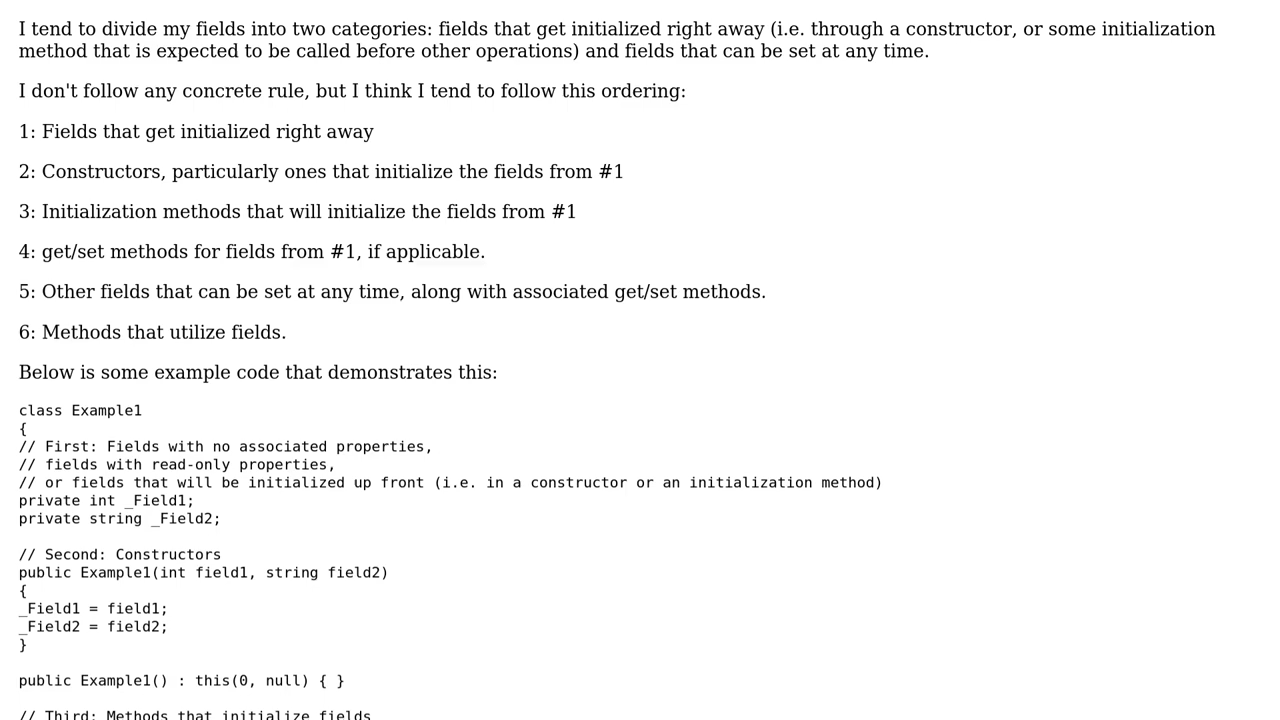 I tend to divide my fields into two categories: fields that get initialized right away (i.e. through a constructor, or some initialization
method that is expected to be called before other operations) and fields that can be set at any time.
I don't follow any concrete rule, but I think I tend to follow this ordering:
1: Fields that get initialized right away
2: Constructors, particularly ones that initialize the fields from #1
3: Initialization methods that will initialize the fields from #1
4: get/set methods for fields from #1, if applicable.
5: Other fields that can be set at any time, along with associated get/set methods.
6: Methods that utilize fields.
Below is some example code that demonstrates this:
class Example1
{
// First: Fields with no associated properties,
// fields with read-only properties,
// or fields that will be initialized up front (i.e. in a constructor or an initialization method)
private int _Field1;
private string _Field2;
// Second: Constructors
public Example1(int field1, string field2)
{
_Field1 = field1;
_Field2 = field2;
}
public Example1() : this(0, null) { }
// Third: Methods that initialize fields